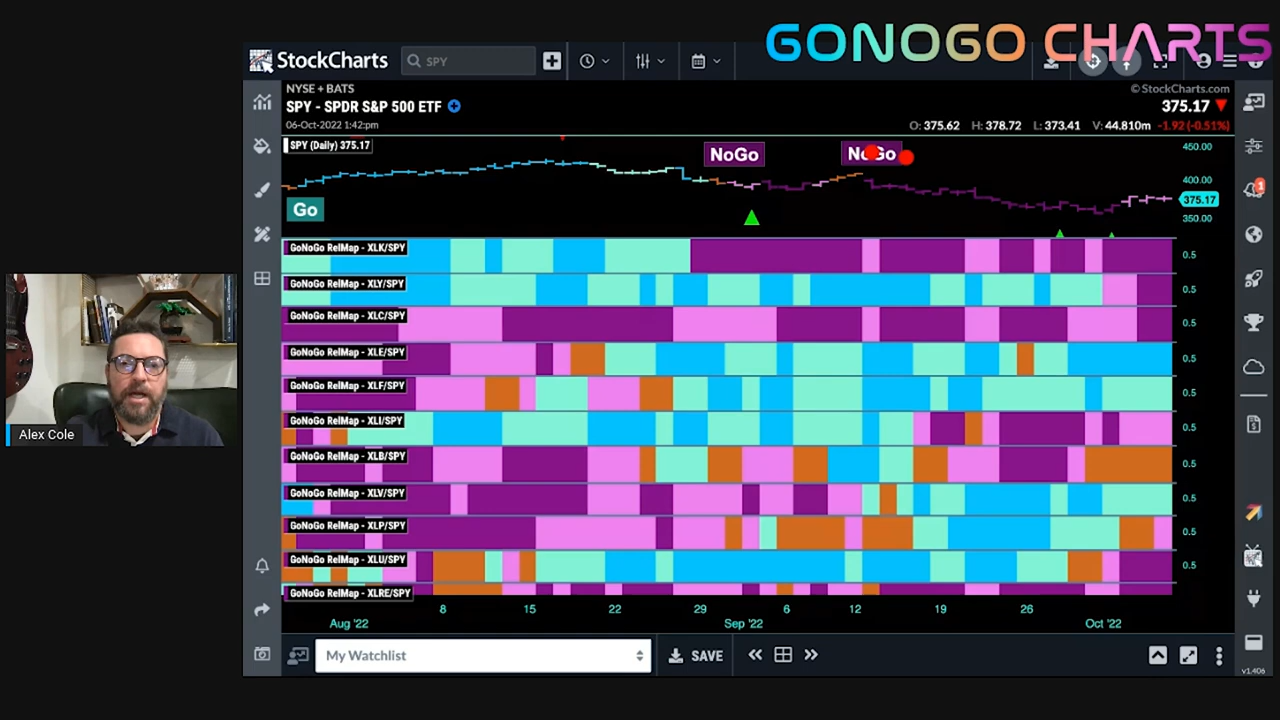 GONOGO CHARTS
StockCharts
SPY
NYSE + BATS
© StockCharts.com
SPY - SPDR S&P 500 ETF
375.17
06-Oct-2022 1:42:pm
O: 375.62 H: 378.72 L: 373.41 V: 44.810m -1.92 (-0.51%)
SPY (Daily) 375.17
NoGo
NoGo
Go
450.00
400.00
375.17
350.00
GoNoGo RelMap - XLK/SPY
0.5
GoNoGo RelMap - XLY/SPY
0.5
GoNoGo RelMap - XLC/SPY
0.5
GoNoGo RelMap - XLE/SPY
0.5
GoNoGo RelMap - XLF/SPY
0.5
GoNoGo RelMap - XLI/SPY
0.5
GoNoGo RelMap - XLB/SPY
0.5
GoNoGo RelMap - XLV/SPY
0.5
GoNoGo RelMap - XLP/SPY
0.5
GoNoGo RelMap - XLU/SPY
0.5
GoNoGo RelMap - XLRE/SPY
8 15 22 29 6 12 19 26
Aug '22 Sep '22 Oct '22
Alex Cole
My Watchlist
SAVE
1
v1.406